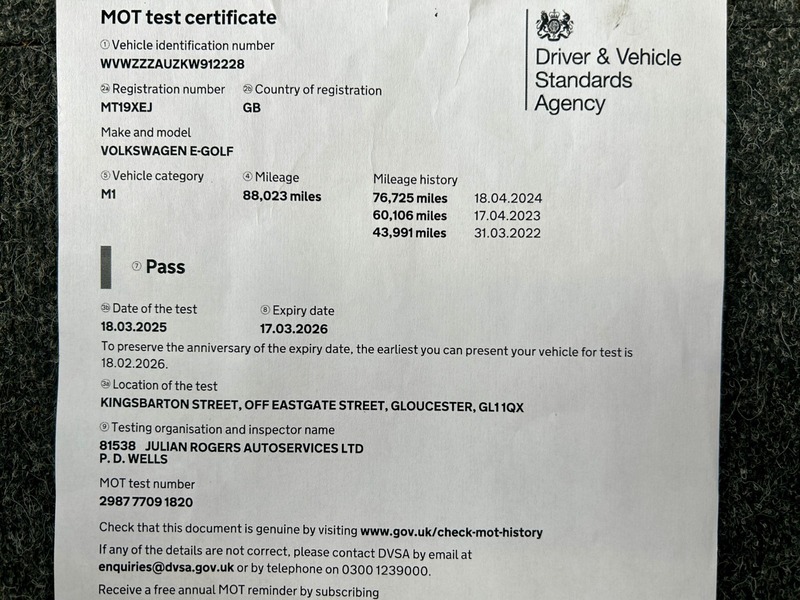 MOT test certificate
① Vehicle identification number
WVWZZZAUZKW912228
Driver & Vehicle
Standards
Agency
2a Registration number 2b Country of registration
MT19XEJ GB
Make and model
VOLKSWAGEN E-GOLF
⑤ Vehicle category ④ Mileage Mileage history
M1 88,023 miles 76,725 miles 18.04.2024
60,106 miles 17.04.2023
43,991 miles 31.03.2022
⑦ Pass
3b Date of the test ⑧ Expiry date
18.03.2025 17.03.2026
To preserve the anniversary of the expiry date, the earliest you can present your vehicle for test is
18.02.2026.
3a Location of the test
KINGSBARTON STREET, OFF EASTGATE STREET, GLOUCESTER, GL1 1QX
⑨ Testing organisation and inspector name
81538 JULIAN ROGERS AUTOSERVICES LTD
P. D. WELLS
MOT test number
2987 7709 1820
Check that this document is genuine by visiting www.gov.uk/check-mot-history
If any of the details are not correct, please contact DVSA by email at
enquiries@dvsa.gov.uk or by telephone on 0300 1239000.
Receive a free annual MOT reminder by subscribing